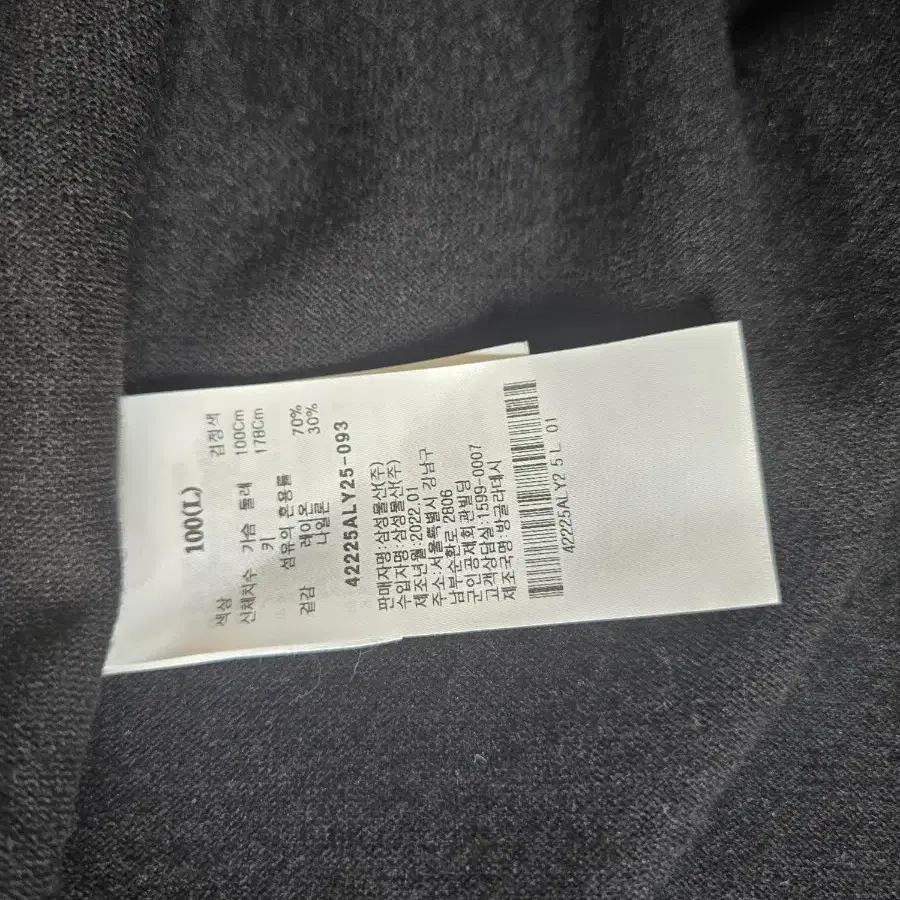 100(L)
색상 검정색
신체치수 가슴 둘레 100Cm
키 178Cm
섬유의 혼용률
겉감 레이온 70%
나일론 30%
42225ALY25-093
판매자명:삼성물산(주)
수입자명:삼성물산(주)
제조년월:2022.01
주소:서울특별시 강남구
남부순환로 2806
군인공제회관빌딩
고객상담실:1599-0007
제조국명:방글라데시
42225ALY2 5 L 01